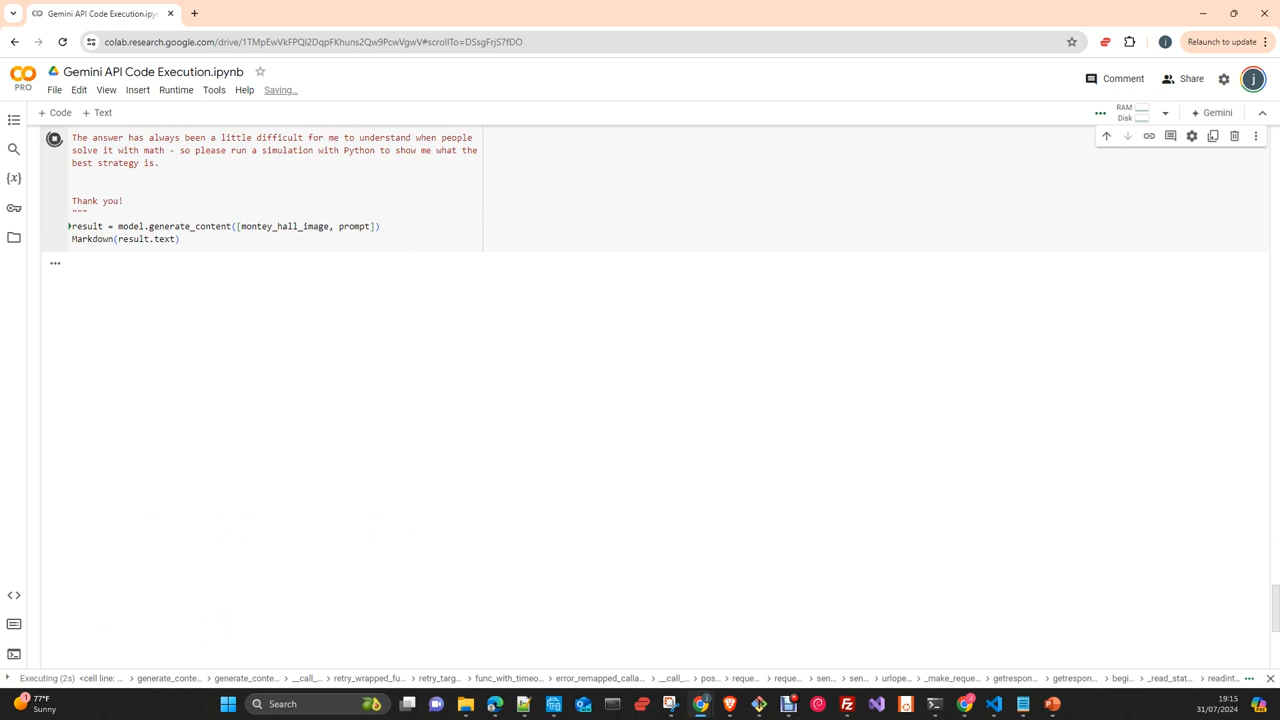 Gemini API Code Execution.ipyn
colab.research.google.com/drive/1TMpEwVkFPQI2DqpFKhuns2Qw9PcwVgwV#scrollTo=DSsgFrjS7fDO
Relaunch to update
CO
PRO
Gemini API Code Execution.ipynb
File Edit View Insert Runtime Tools Help Saving...
Comment Share
+ Code + Text
RAM
Disk
Gemini
The answer has always been a little difficult for me to understand when people
solve it with math - so please run a simulation with Python to show me what the
best strategy is.
Thank you!
"""
result = model.generate_content([montey_hall_image, prompt])
Markdown(result.text)
...
Executing (2s) <cell line: ... generate_conte... generate_conte... __call_... retry_wrapped_fu... retry_targ... func_with_timeo... error_remapped_calla... __call_... pos... reque... reque... sen... sen... urlope... _make_reque... getrespon... getrespon... begi... _read_stat... readint...
77°F
Sunny
Search
19:15
31/07/2024